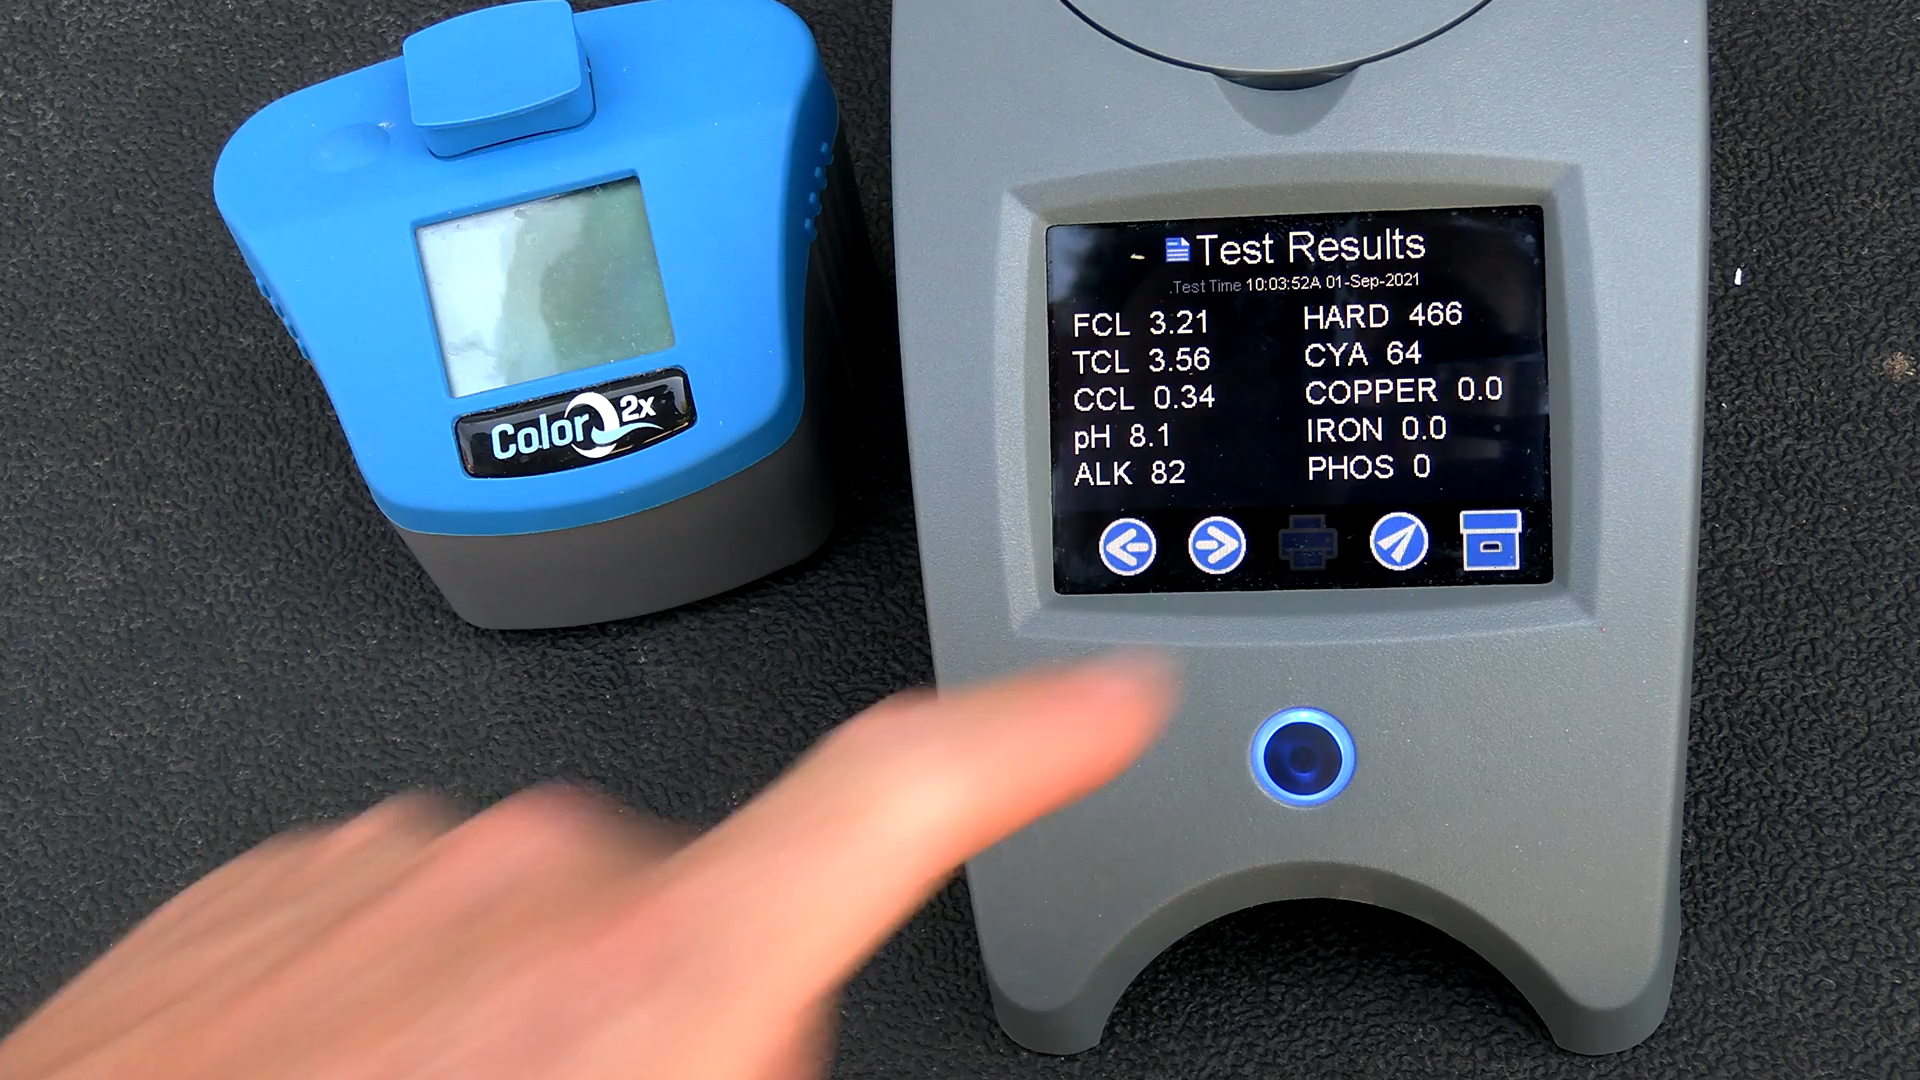 ColorQ 2x
Test Results
Test Time 10:03:52A 01-Sep-2021
FCL 3.21
TCL 3.56
CCL 0.34
pH 8.1
ALK 82
HARD 466
CYA 64
COPPER 0.0
IRON 0.0
PHOS 0